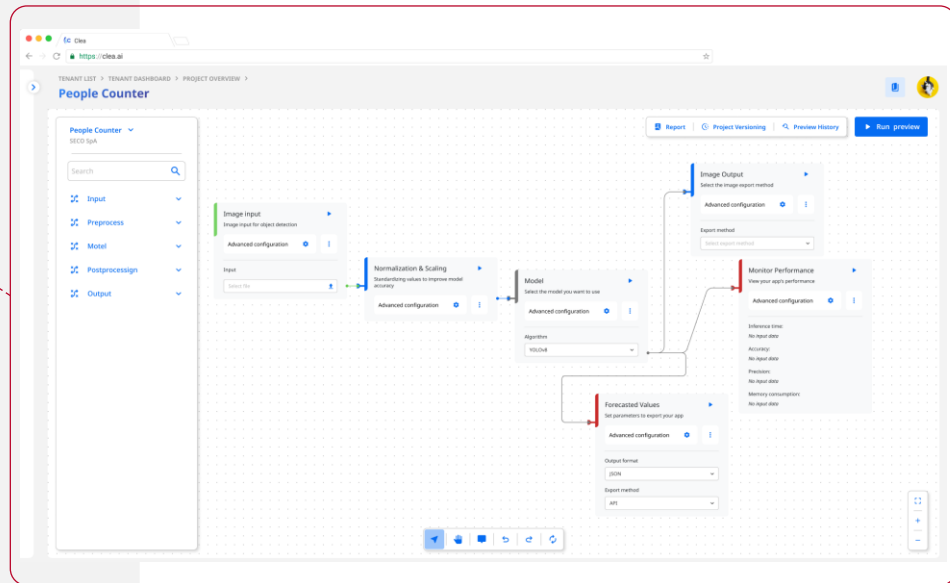 Clea
https://clea.ai
TENANT LIST > TENANT DASHBOARD > PROJECT OVERVIEW >
People Counter
People Counter
SECO SpA
Search
Input
Preprocess
Motel
Postprocessign
Output
Report
Project Versioning
Preview History
Run preview
Image input
Image input for object detection
Advanced configuration
Input
Select file
Normalization & Scaling
Standardizing values to improve model
accuracy
Advanced configuration
Model
Select the model you want to use
Advanced configuration
Algorithm
YOLOv8
Image Output
Select the image export method
Advanced configuration
Export method
Select export method
Monitor Performance
View your app's performance
Advanced configuration
Inference time:
No input data
Accuracy:
No input data
Precision:
No input data
Memory consumption:
No input data
Forecasted Values
Set parameters to export your app
Advanced configuration
Output format
JSON
Export method
API